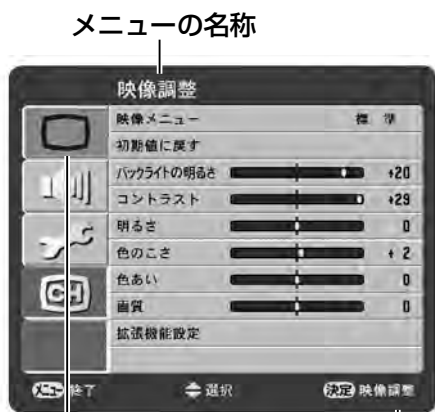 メニューの名称
映像調整
映像メニュー 標 準
初期値に戻す
バックライトの明るさ +20
コントラスト +29
明るさ 0
色のこさ + 2
色あい 0
画質 0
CH 拡張機能設定
メニュー 終了 選択 決定 映像調整